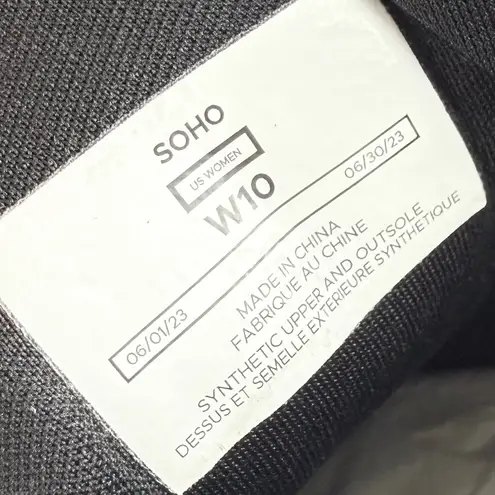 SOHO
US WOMEN
W10
06/01/23 06/30/23
MADE IN CHINA
FABRIQUE AU CHINE
SYNTHETIC UPPER AND OUTSOLE
DESSUS ET SEMELLE EXTERIEURE SYNTHETIQUE